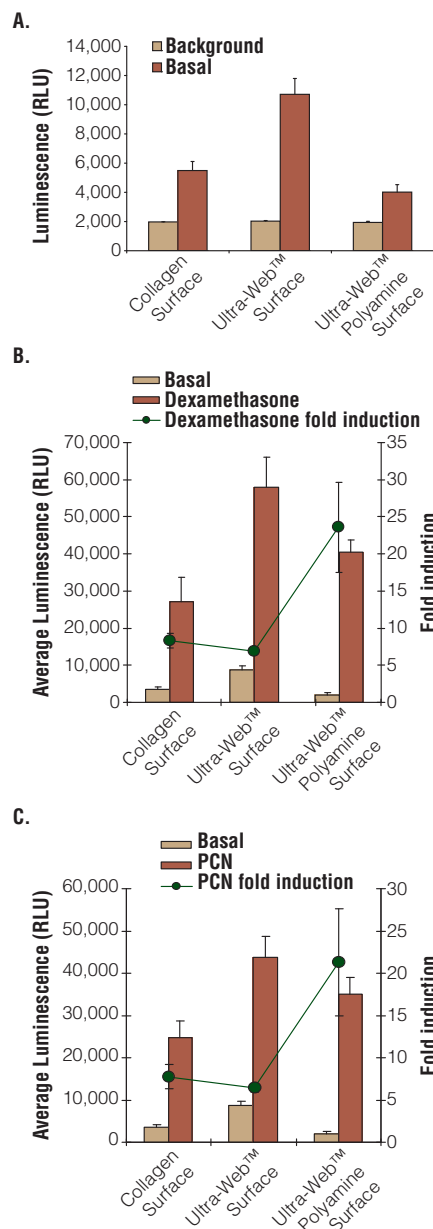 A.
Background
Basal
Luminescence (RLU)
14,000
12,000
10,000
8,000
6,000
4,000
2,000
0
Collagen
Surface
Ultra-Web™
Surface
Ultra-Web™
Polyamine
Surface
B.
Basal
Dexamethasone
Dexamethasone fold induction
Average Luminescence (RLU)
70,000
60,000
50,000
40,000
30,000
20,000
10,000
0
35
30
25
20
15
10
5
0
Fold induction
Collagen
Surface
Ultra-Web™
Surface
Ultra-Web™
Polyamine
Surface
C.
Basal
PCN
PCN fold induction
Average Luminescence (RLU)
60,000
50,000
40,000
30,000
20,000
10,000
0
30
25
20
15
10
5
0
Fold induction
Collagen
Surface
Ultra-Web™
Surface
Ultra-Web™
Polyamine
Surface